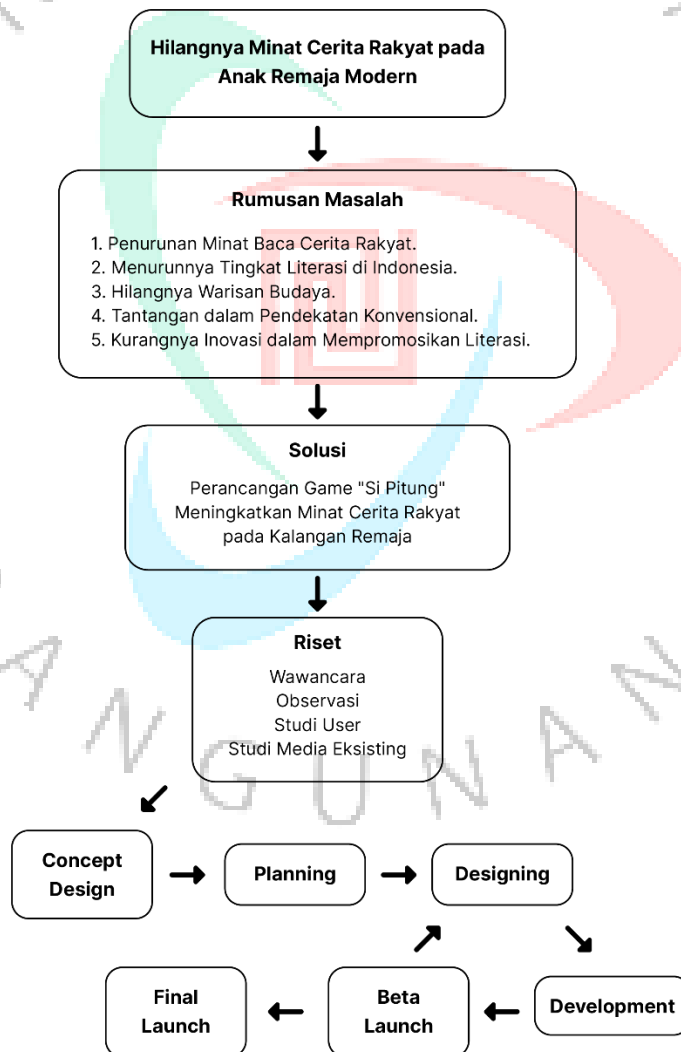 Hilangnya Minat Cerita Rakyat pada
Anak Remaja Modern
Rumusan Masalah
1. Penurunan Minat Baca Cerita Rakyat.
2. Menurunnya Tingkat Literasi di Indonesia.
3. Hilangnya Warisan Budaya.
4. Tantangan dalam Pendekatan Konvensional.
5. Kurangnya Inovasi dalam Mempromosikan Literasi.
Solusi
Perancangan Game "Si Pitung"
Meningkatkan Minat Cerita Rakyat
pada Kalangan Remaja
Riset
Wawancara
Observasi
Studi User
Studi Media Eksisting
ANGUNAN
Concept
Design
Planning
Designing
Final
Launch
Beta
Launch
Development